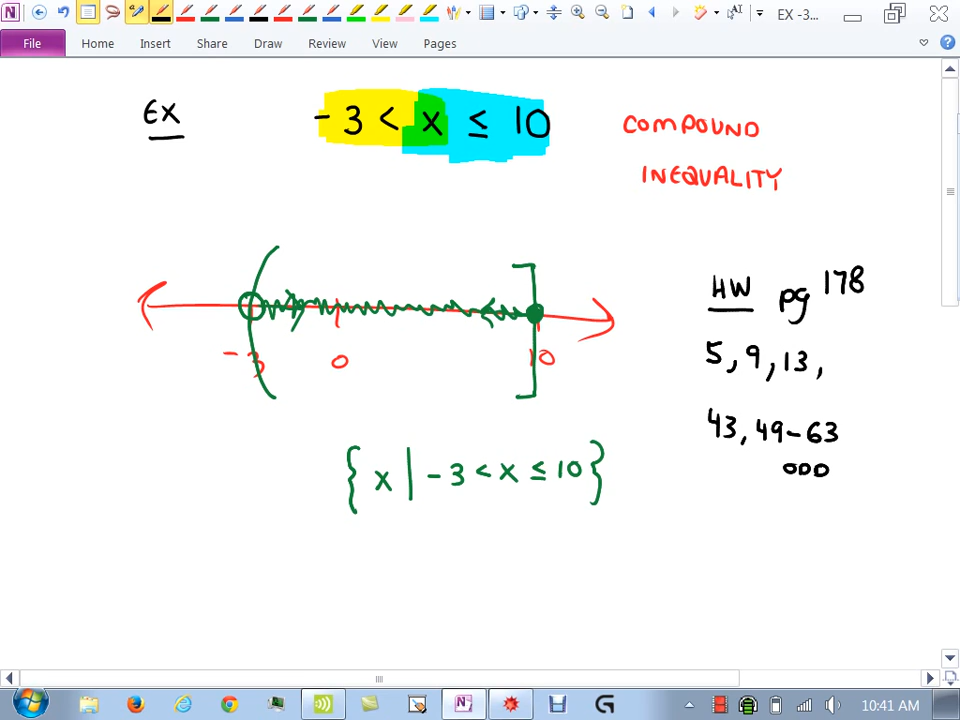 EX -3...
File
Home Insert Share Draw Review View Pages
EX
-3 < x ≤ 10
COMPOUND
INEQUALITY
-3 0 10
{x | -3 < x ≤ 10}
HW pg 178
5, 9, 13,
43, 49-63
ooo
10:41 AM